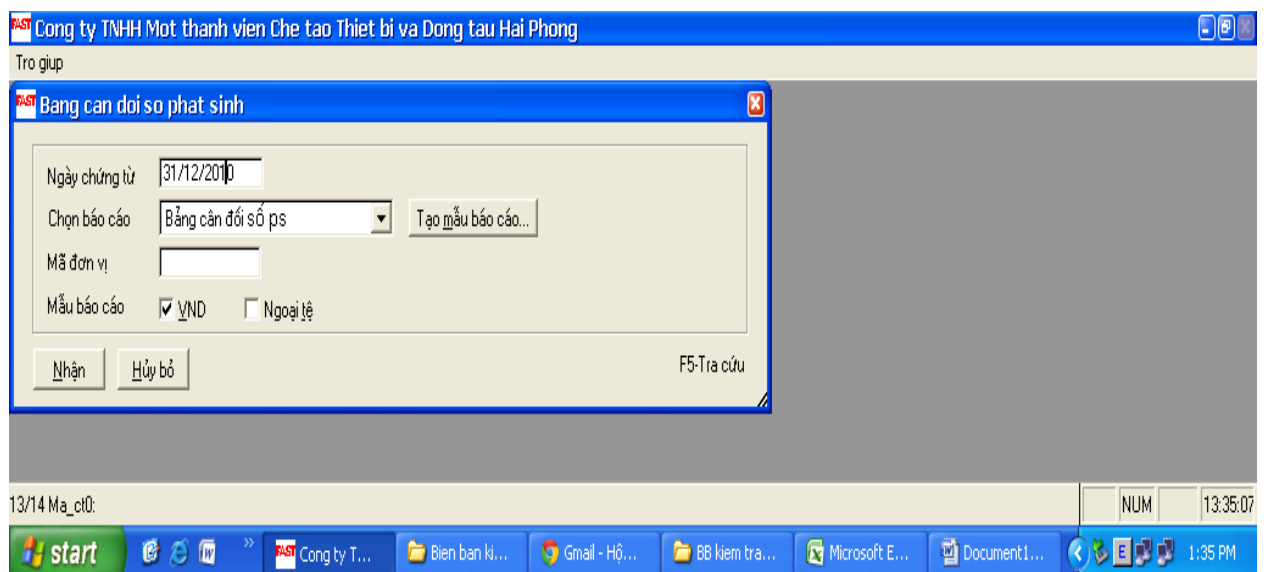 FAST Cong ty TNHH Mot thanh vien Che tao Thiet bi va Dong tau Hai Phong
Tro giup
FAST Bang can doi so phat sinh
Ngày chứng từ 31/12/2010
Chọn báo cáo Bảng cân đối số ps Tạo mẫu báo cáo...
Mã đơn vị
Mẫu báo cáo VND Ngoại tệ
Nhận Hủy bỏ F5-Tra cứu
13/14 Ma_ct0: NUM 13:35:07
start FAST Cong ty T... Bien ban ki... Gmail - Hộ... BB kiem tra... Microsoft E... Document1... E 1:35 PM